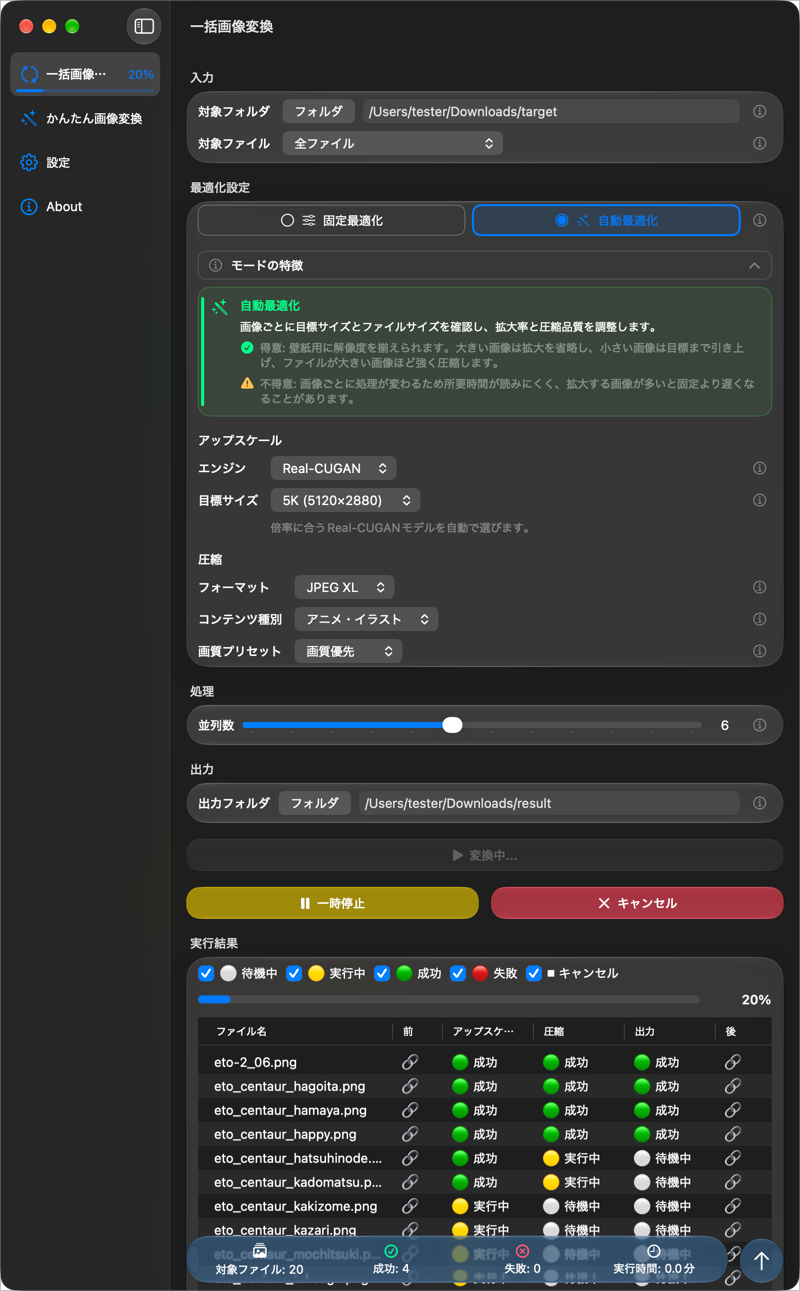 一括画像変換
一括画像… 20%
かんたん画像変換
設定
About
入力
対象フォルダ フォルダ /Users/tester/Downloads/target
対象ファイル 全ファイル
最適化設定
固定最適化 自動最適化
モードの特徴
自動最適化
画像ごとに目標サイズとファイルサイズを確認し、拡大率と圧縮品質を調整します。
得意: 壁紙用に解像度を揃えられます。大きい画像は拡大を省略し、小さい画像は目標まで引き上
げ、ファイルが大きい画像ほど強く圧縮します。
不得意: 画像ごとに処理が変わるため所要時間が読みにくく、拡大する画像が多いと固定より遅くな
ることがあります。
アップスケール
エンジン Real-CUGAN
目標サイズ 5K (5120×2880)
倍率に合うReal-CUGANモデルを自動で選びます。
圧縮
フォーマット JPEG XL
コンテンツ種別 アニメ・イラスト
画質プリセット 画質優先
処理
並列数 6
出力
出力フォルダ フォルダ /Users/tester/Downloads/result
変換中...
一時停止 キャンセル
実行結果
待機中 実行中 成功 失敗 キャンセル
20%
ファイル名 前 アップスケ… 圧縮 出力 後
eto-2_06.png 成功 成功 成功
eto_centaur_hagoita.png 成功 成功 成功
eto_centaur_hamaya.png 成功 成功 成功
eto_centaur_happy.png 成功 成功 成功
eto_centaur_hatsuhinode.... 成功 実行中 待機中
eto_centaur_kadomatsu.p... 成功 実行中 待機中
eto_centaur_kakizome.png 実行中 待機中 待機中
eto_centaur_kazari.png 実行中 待機中 待機中
eto_centaur_mochitsuki.p... 実行中 待機中 待機中
対象ファイル: 20 成功: 4 失敗: 0 実行時間: 0.0分